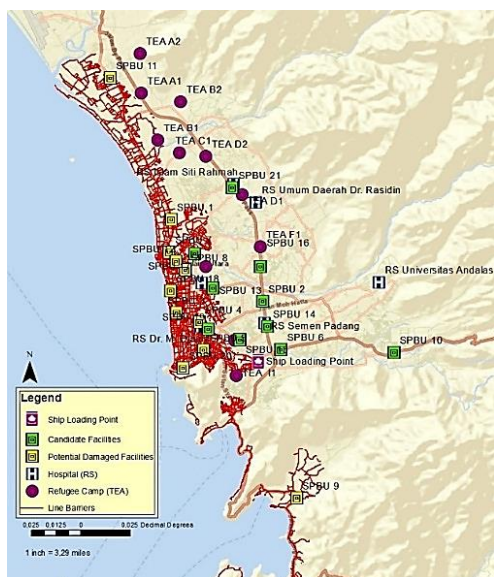 TEA A2
SPBU 11
TEA A1
TEA B2
TEA B1
TEA C1
TEA D2
Siti Rahmah
SPBU 21
RS Umum Daerah Dr. Rasidin
D1
SPBU 1
TEA F1
SPBU 16
SPBU 8
RS Universitas Andalas
SPBU 13
SPBU 2
SPBU 14
RS Semen Padang
RS Dr. M
SPBU 6
SPBU 10
Ship Loading Point
TEA I1
SPBU 9
N
Legend
Ship Loading Point
Candidate Facilities
Potential Damaged Facilities
Hospital (RS)
Refugee Camp (TEA)
Line Barriers
0,025 0,0125 0 0,025 Decimal Degrees
1 inch = 3,29 miles